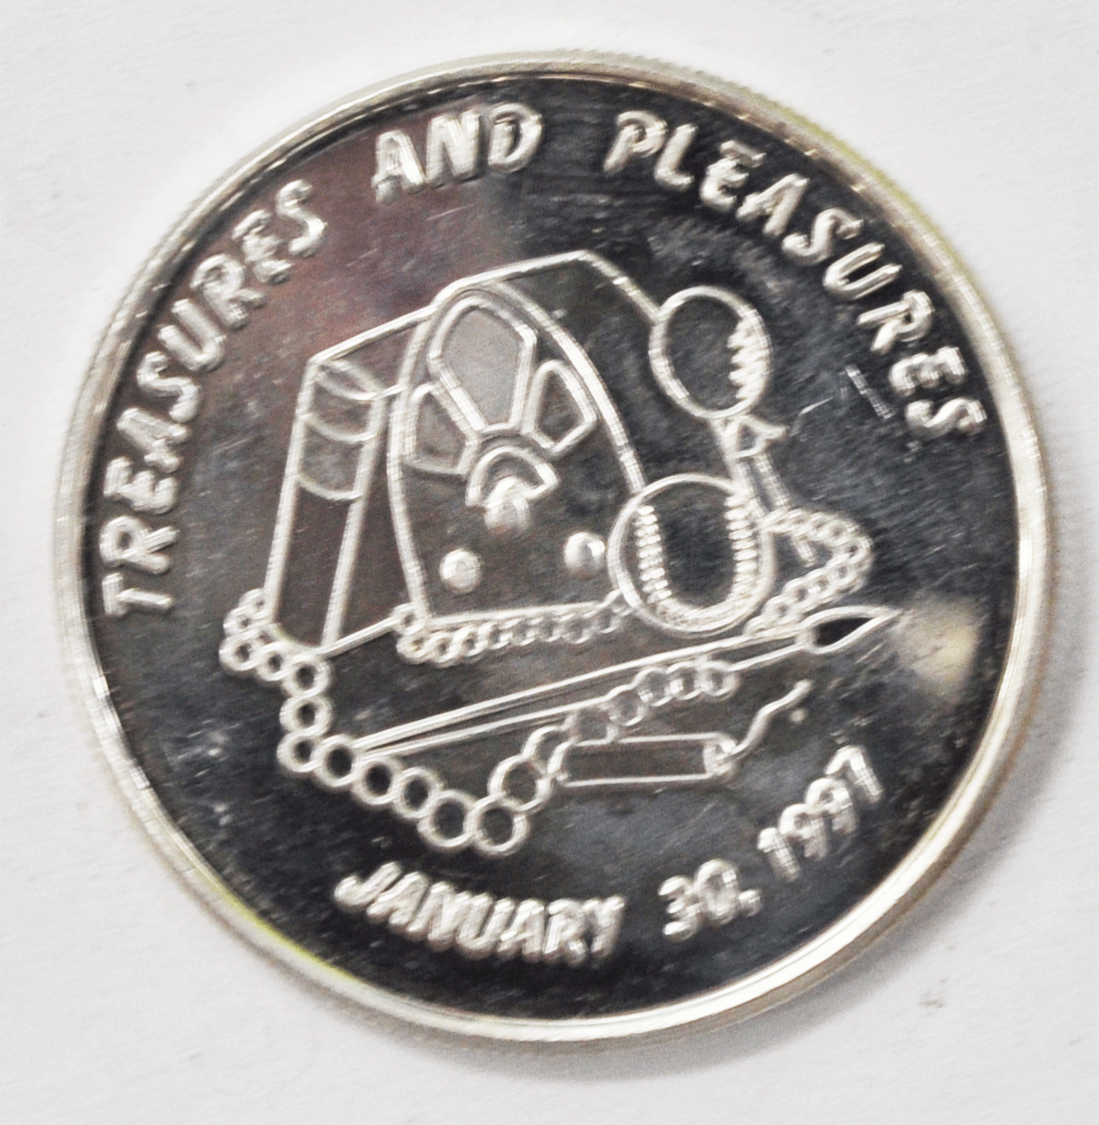 TREASURES AND PLEASURES
JANUARY 30, 1997